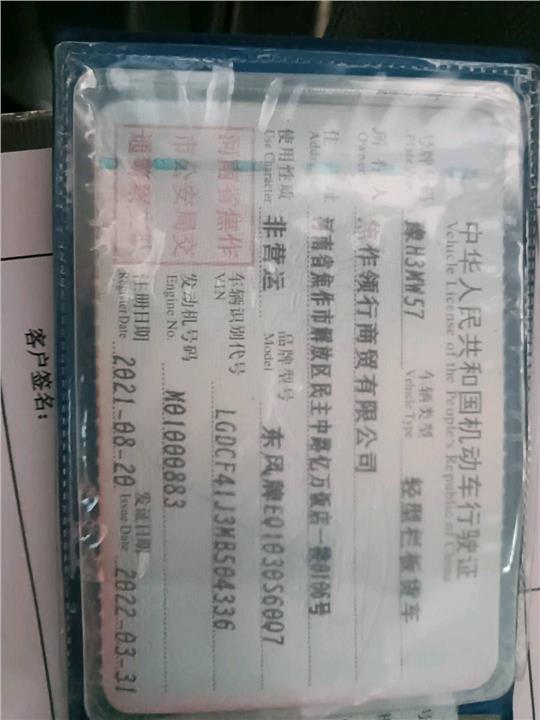 中华人民共和国机动车行驶证
Vehicle License of the People's Republic of China
号牌号码 豫H3MW57 车辆类型 轻型栏板货车
Plate No. Vehicle Type
所有人 焦作领行商贸有限公司
Owner
住址 河南省焦作市解放区民主中路亿万饭店一楼0106号
Address
使用性质 非营运 品牌型号 东风牌EQ1030S60Q7
Use Character Model
河南省焦作
市公安局交
通警察支队
车辆识别代号 LGDCF41J3MB504336
VIN
发动机号码 M01000883
Engine No.
注册日期 2021-08-20 发证日期 2022-03-31
Register Date Issue Date
客户签名: